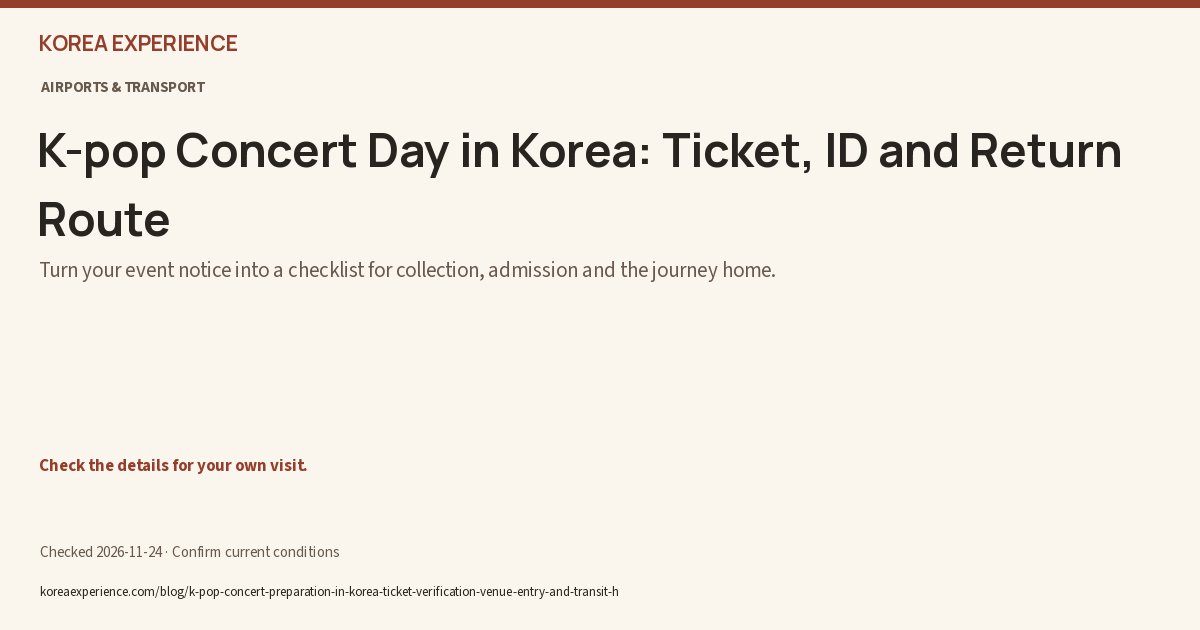 KOREA EXPERIENCE
AIRPORTS & TRANSPORT
K-pop Concert Day in Korea: Ticket, ID and Return
Route
Turn your event notice into a checklist for collection, admission and the journey home.
Check the details for your own visit.
Checked 2026-11-24 · Confirm current conditions
koreaexperience.com/blog/k-pop-concert-preparation-in-korea-ticket-verification-venue-entry-and-transit-h